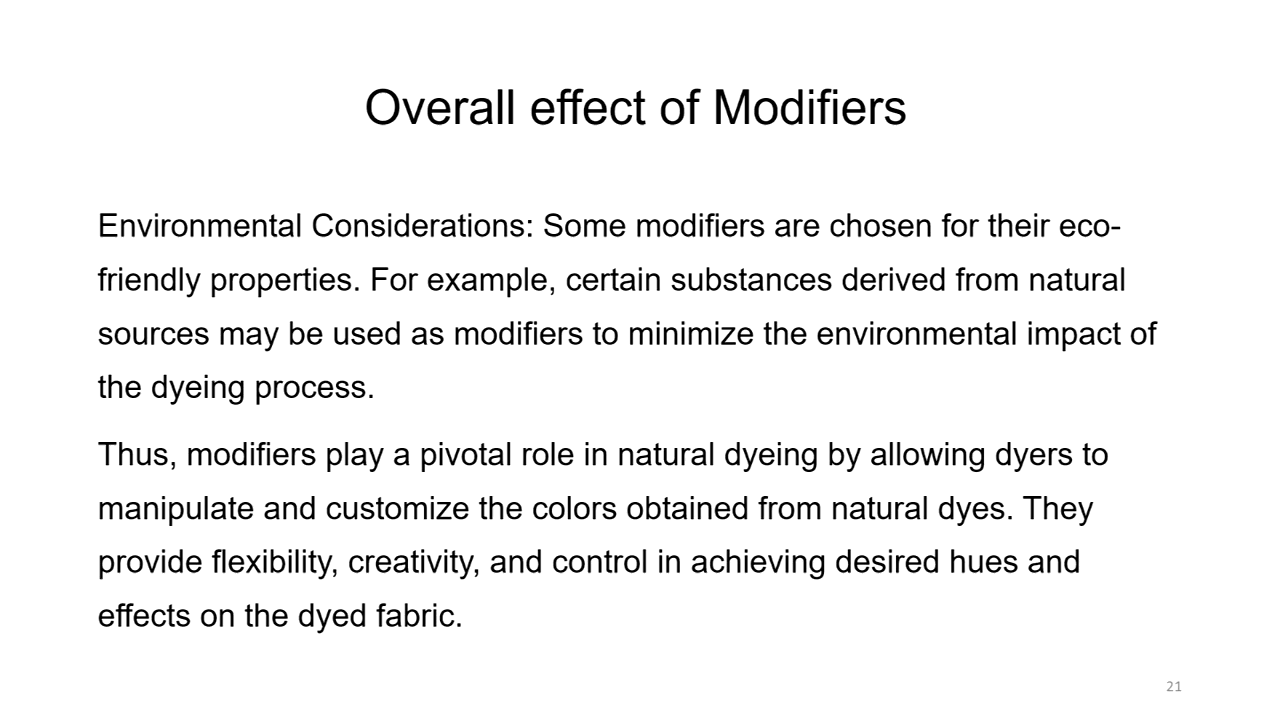 Overall effect of Modifiers
Environmental Considerations: Some modifiers are chosen for their eco-
friendly properties. For example, certain substances derived from natural
sources may be used as modifiers to minimize the environmental impact of
the dyeing process.
Thus, modifiers play a pivotal role in natural dyeing by allowing dyers to
manipulate and customize the colors obtained from natural dyes. They
provide flexibility, creativity, and control in achieving desired hues and
effects on the dyed fabric.
21